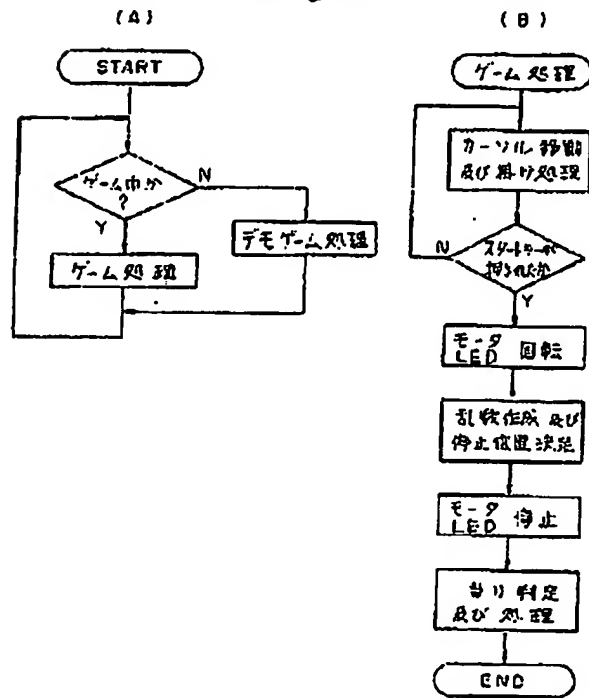 (A)
START
ゲーム中か
?
N
Y
デモゲーム処理
ゲーム処理
(B)
ゲーム処理
カーソル移動
及び掛け処理
スタートキーが
押されたか
N
Y
モータ
LED 回転
乱数作成及び
停止位置決定
モータ
LED 停止
当り判定
及び処理
END